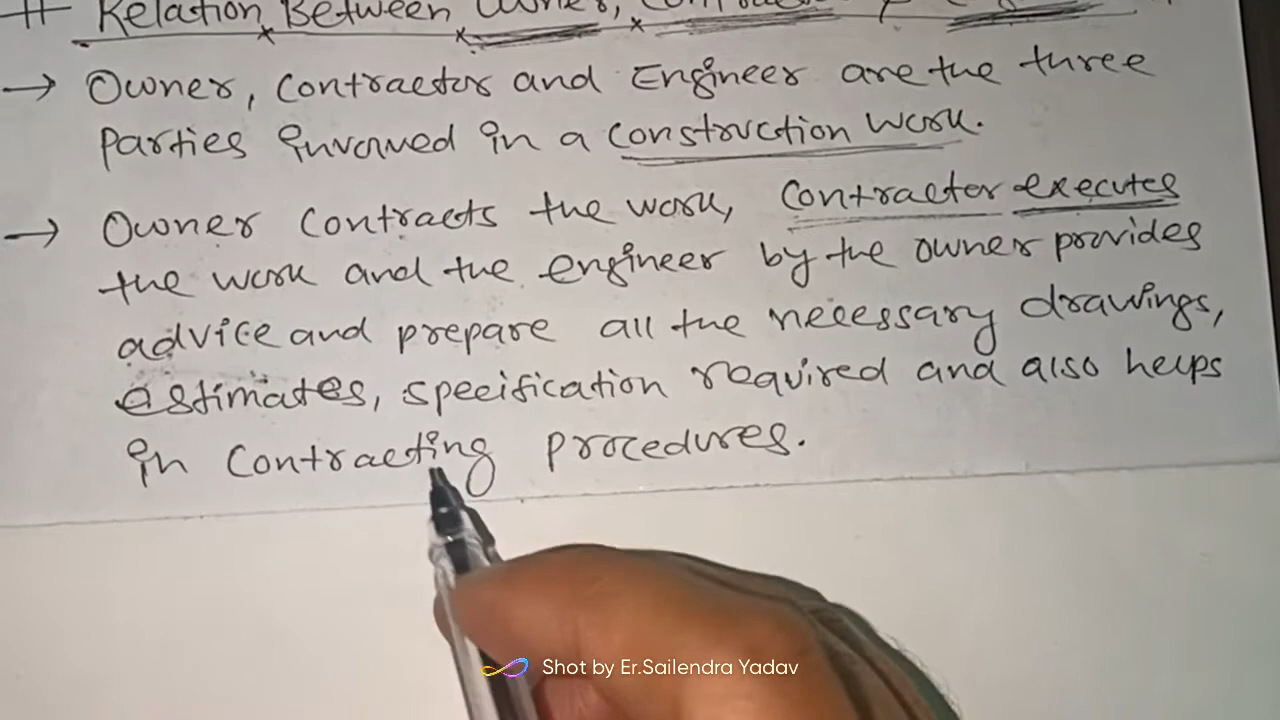 # Relation Between Owner, Contractor
→ Owner, Contractor and Engineer are the three
Parties involved in a Construction Work.
→ Owner Contracts the work, Contractor executes
the work and the engineer by the owner provides
advice and prepare all the necessary drawings,
estimates, specification required and also helps
in Contracting Procedures.
Shot by Er.Sailendra Yadav